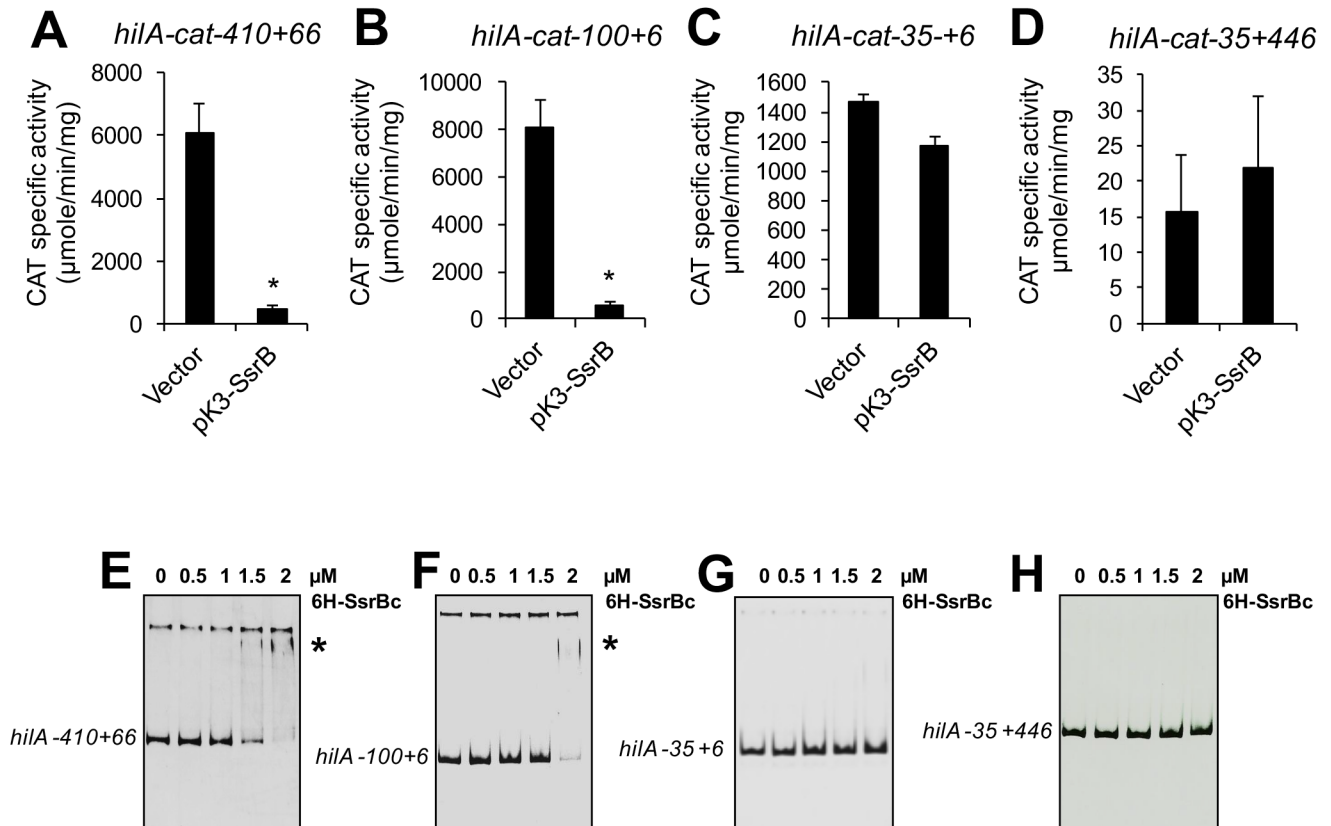 A
hilA-cat-410+66
CAT specific activity
(µmole/min/mg)
8000
6000
4000
2000
0
*
Vector
pK3-SsrB
B
hilA-cat-100+6
CAT specific activity
(µmole/min/mg)
10000
8000
6000
4000
2000
0
*
Vector
pK3-SsrB
C
hilA-cat-35-+6
CAT specific activity
µmole/min/mg
1600
1400
1200
1000
800
600
400
200
0
Vector
pK3-SsrB
D
hilA-cat-35+446
CAT specific activity
µmole/min/mg
35
30
25
20
15
10
5
0
Vector
pK3-SsrB
E
0 0.5 1 1.5 2 µM
6H-SsrBc
*
hilA-410+66
F
0 0.5 1 1.5 2 µM
6H-SsrBc
*
hilA-100+6
G
0 0.5 1 1.5 2 µM
6H-SsrBc
hilA-35+6
H
0 0.5 1 1.5 2 µM
6H-SsrBc
hilA-35+446